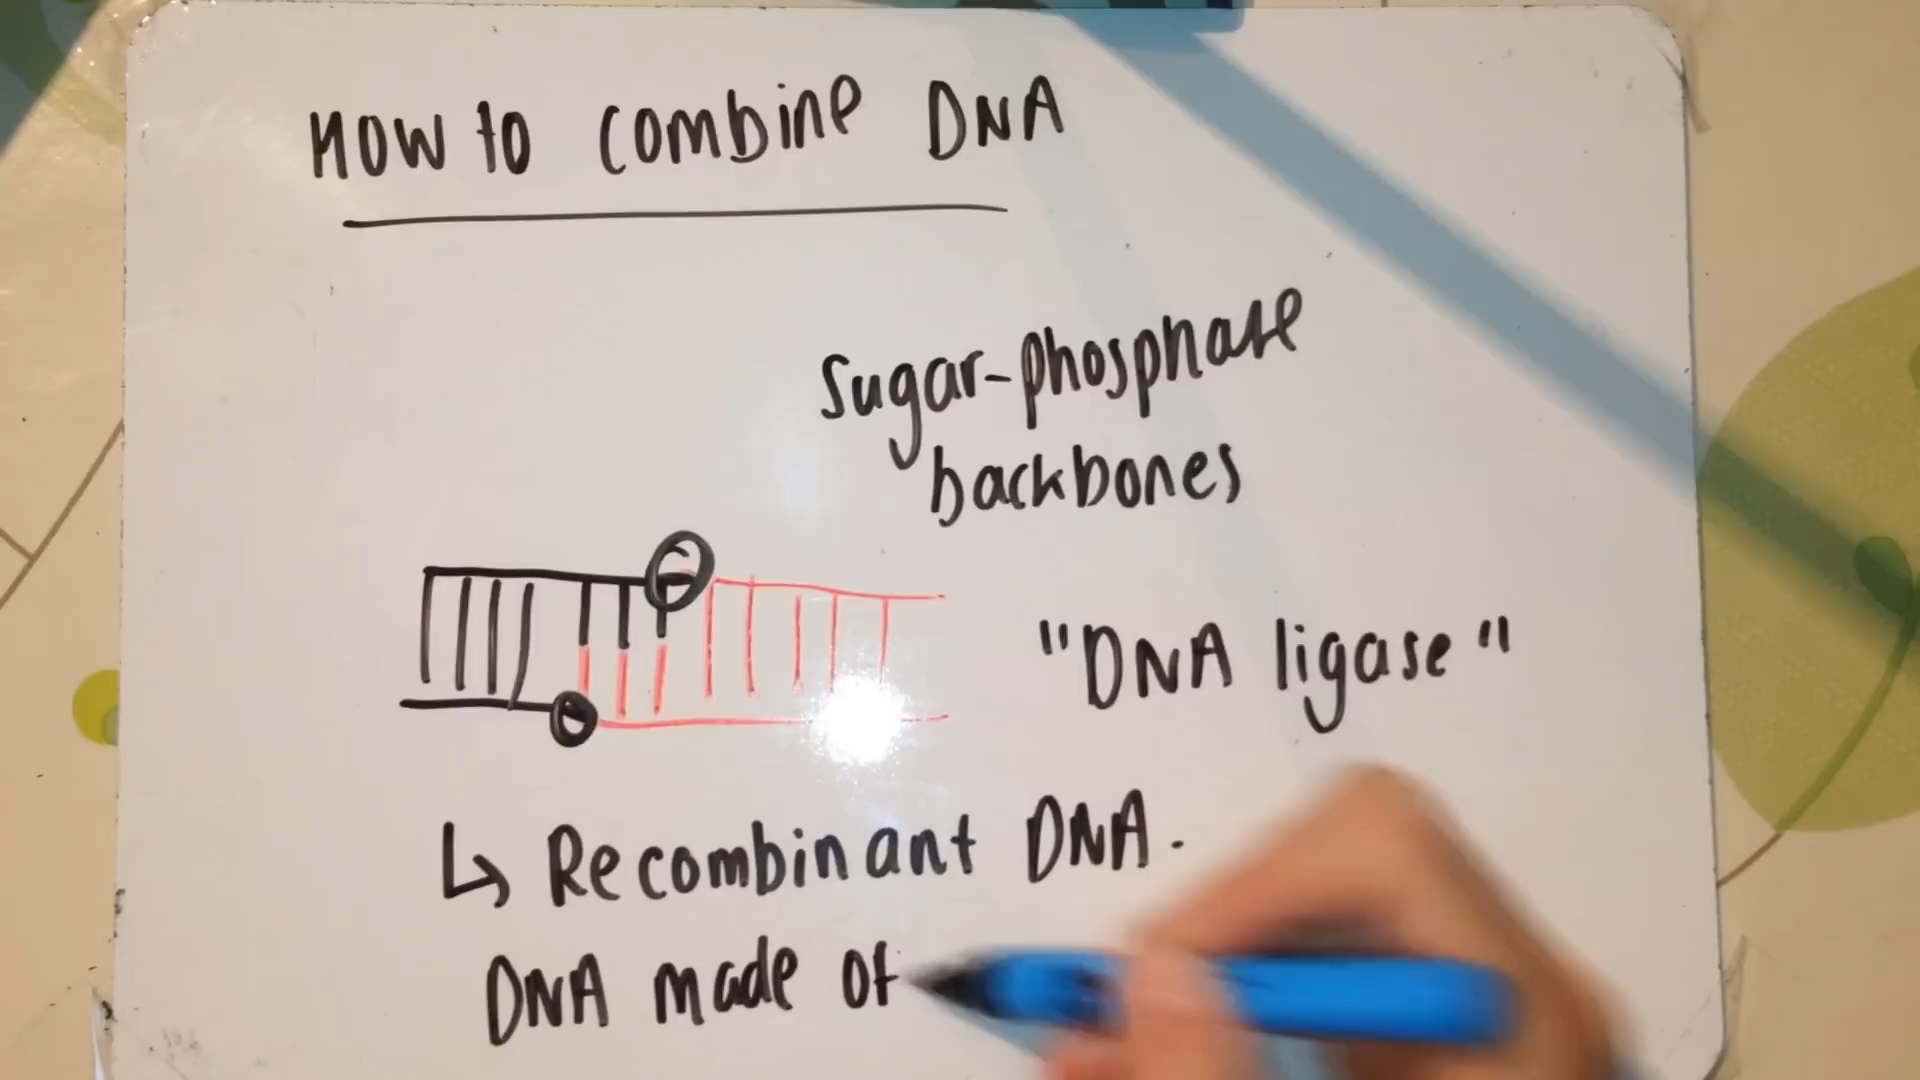 HOW to combine DNA
sugar-phosphate
backbones
"DNA ligase"
↳ Recombinant DNA.
DNA made of